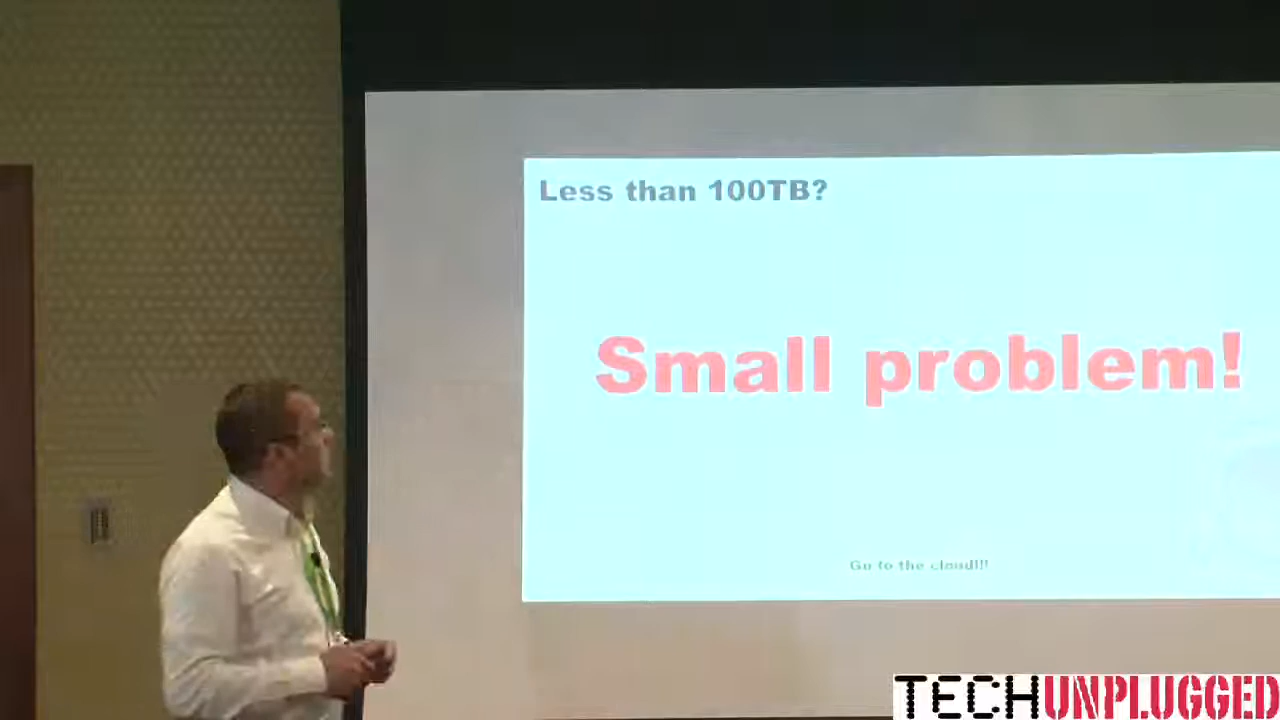 Less than 100TB?
Small problem!
Go to the cloud!!!
TECHUNPLUGGED